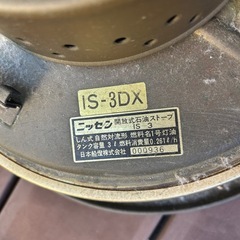 IS-3DX
ニッセン 開放式石油ストーブ
IS-3
しん式自然対流形 燃料名1号灯油
タンク容量 3ℓ 燃料消費量0.261ℓ/H
日本船燈株式会社 009936